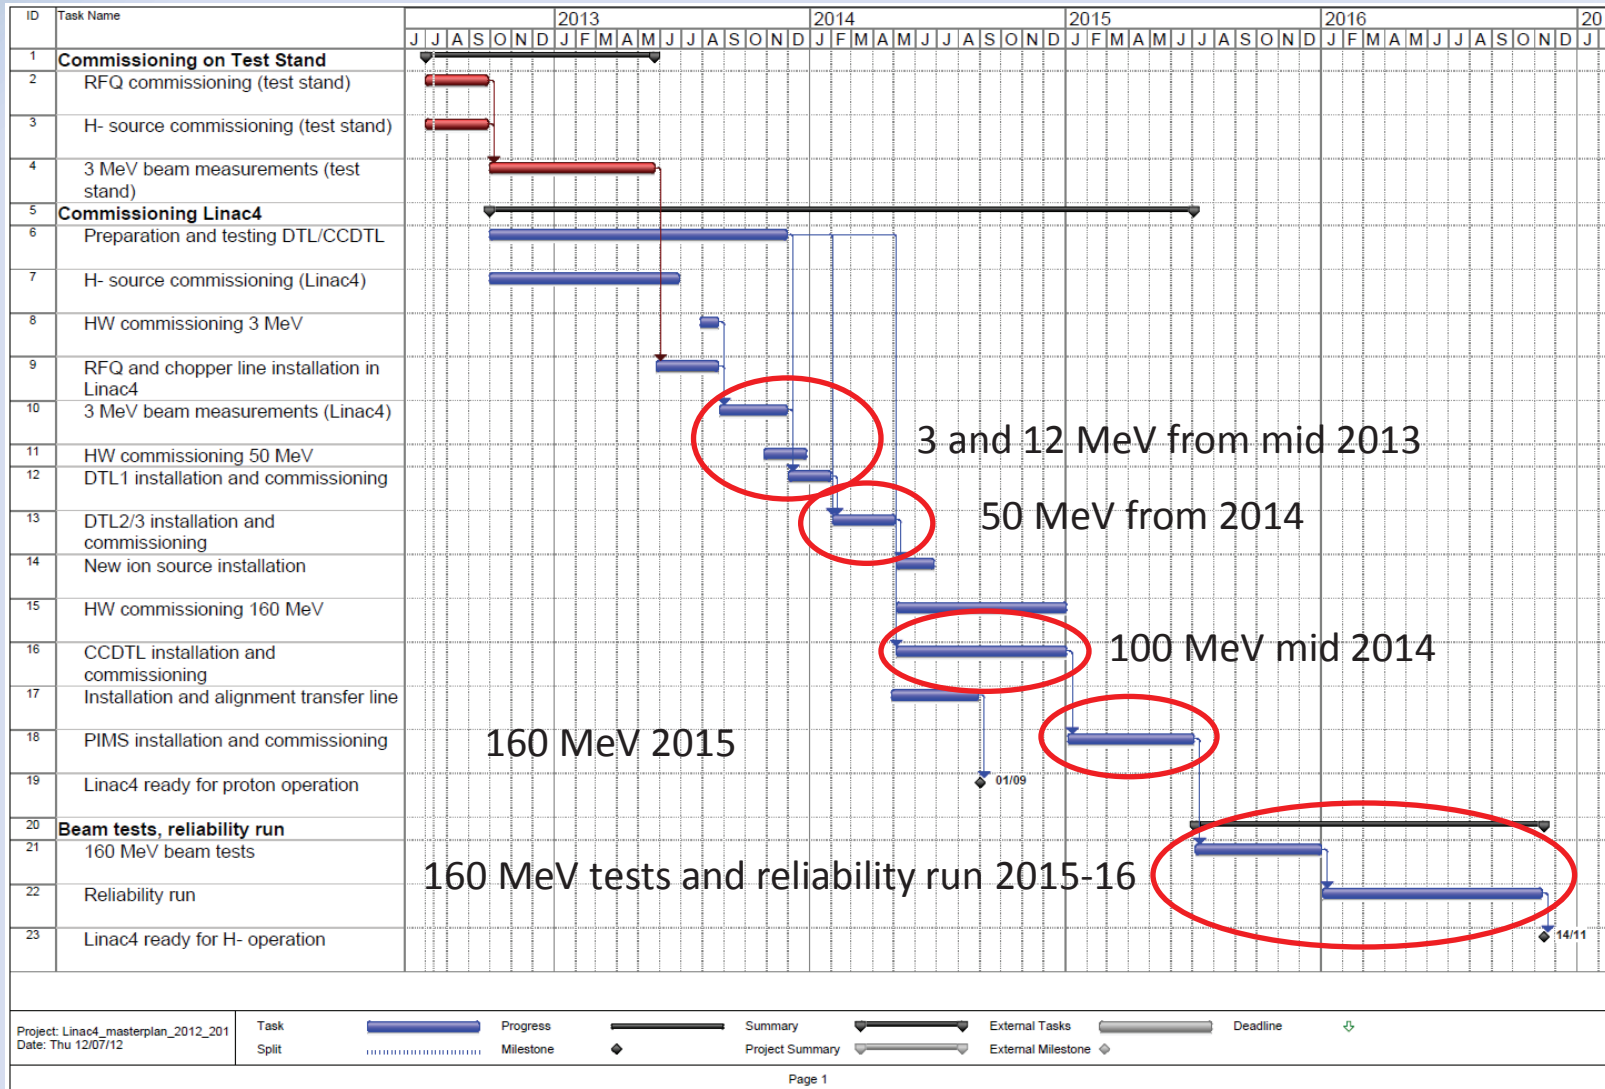 ID Task Name 2013 2014 2015 2016 20
J J A S O N D J F M A M J J A S O N D J F M A M J J A S O N D J F M A M J J A S O N D J F M A M J J A S O N D J
1 Commissioning on Test Stand
2 RFQ commissioning (test stand)
3 H- source commissioning (test stand)
4 3 MeV beam measurements (test
stand)
5 Commissioning Linac4
6 Preparation and testing DTL/CCDTL
7 H- source commissioning (Linac4)
8 HW commissioning 3 MeV
9 RFQ and chopper line installation in
Linac4
10 3 MeV beam measurements (Linac4)
3 and 12 MeV from mid 2013
11 HW commissioning 50 MeV
12 DTL1 installation and commissioning
50 MeV from 2014
13 DTL2/3 installation and
commissioning
14 New ion source installation
15 HW commissioning 160 MeV
100 MeV mid 2014
16 CCDTL installation and
commissioning
17 Installation and alignment transfer line
18 PIMS installation and commissioning
160 MeV 2015
19 Linac4 ready for proton operation 01/09
20 Beam tests, reliability run
21 160 MeV beam tests
160 MeV tests and reliability run 2015-16
22 Reliability run
23 Linac4 ready for H- operation 14/11
Project: Linac4_masterplan_2012_201
Date: Thu 12/07/12
Task Progress Summary External Tasks Deadline
Split Milestone Project Summary External Milestone
Page 1